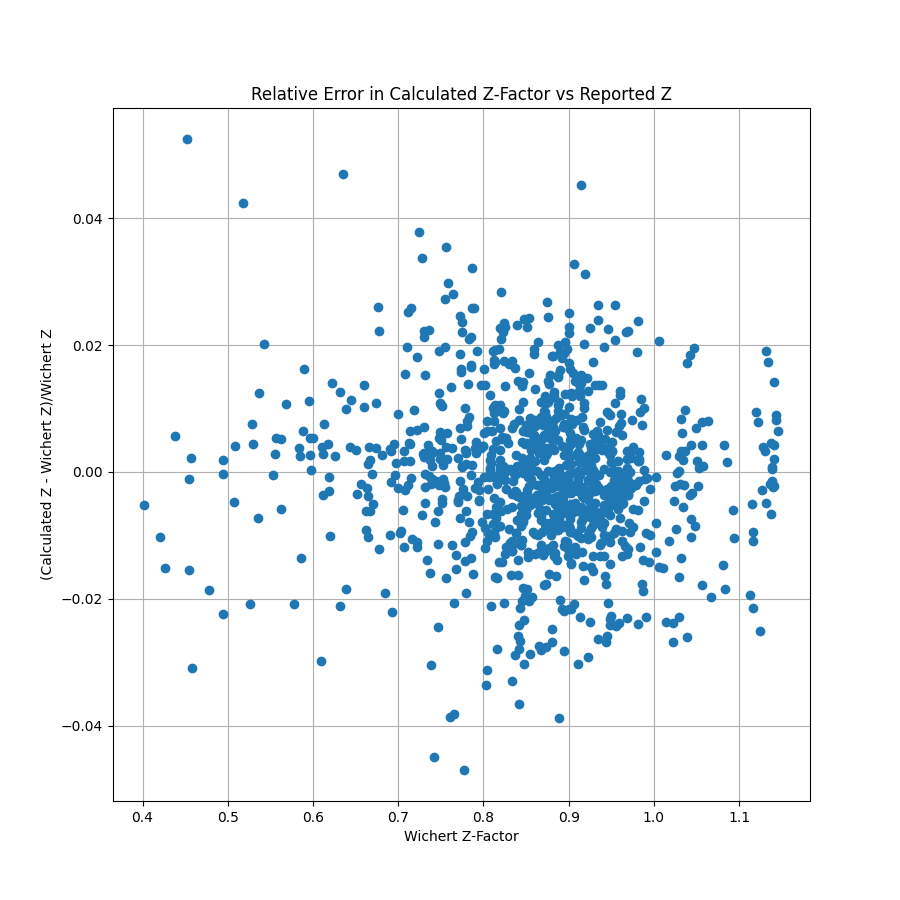 Relative Error in Calculated Z-Factor vs Reported Z
(Calculated Z - Wichert Z)/Wichert Z
0.04
0.02
0.00
−0.02
−0.04
0.4 0.5 0.6 0.7 0.8 0.9 1.0 1.1
Wichert Z-Factor